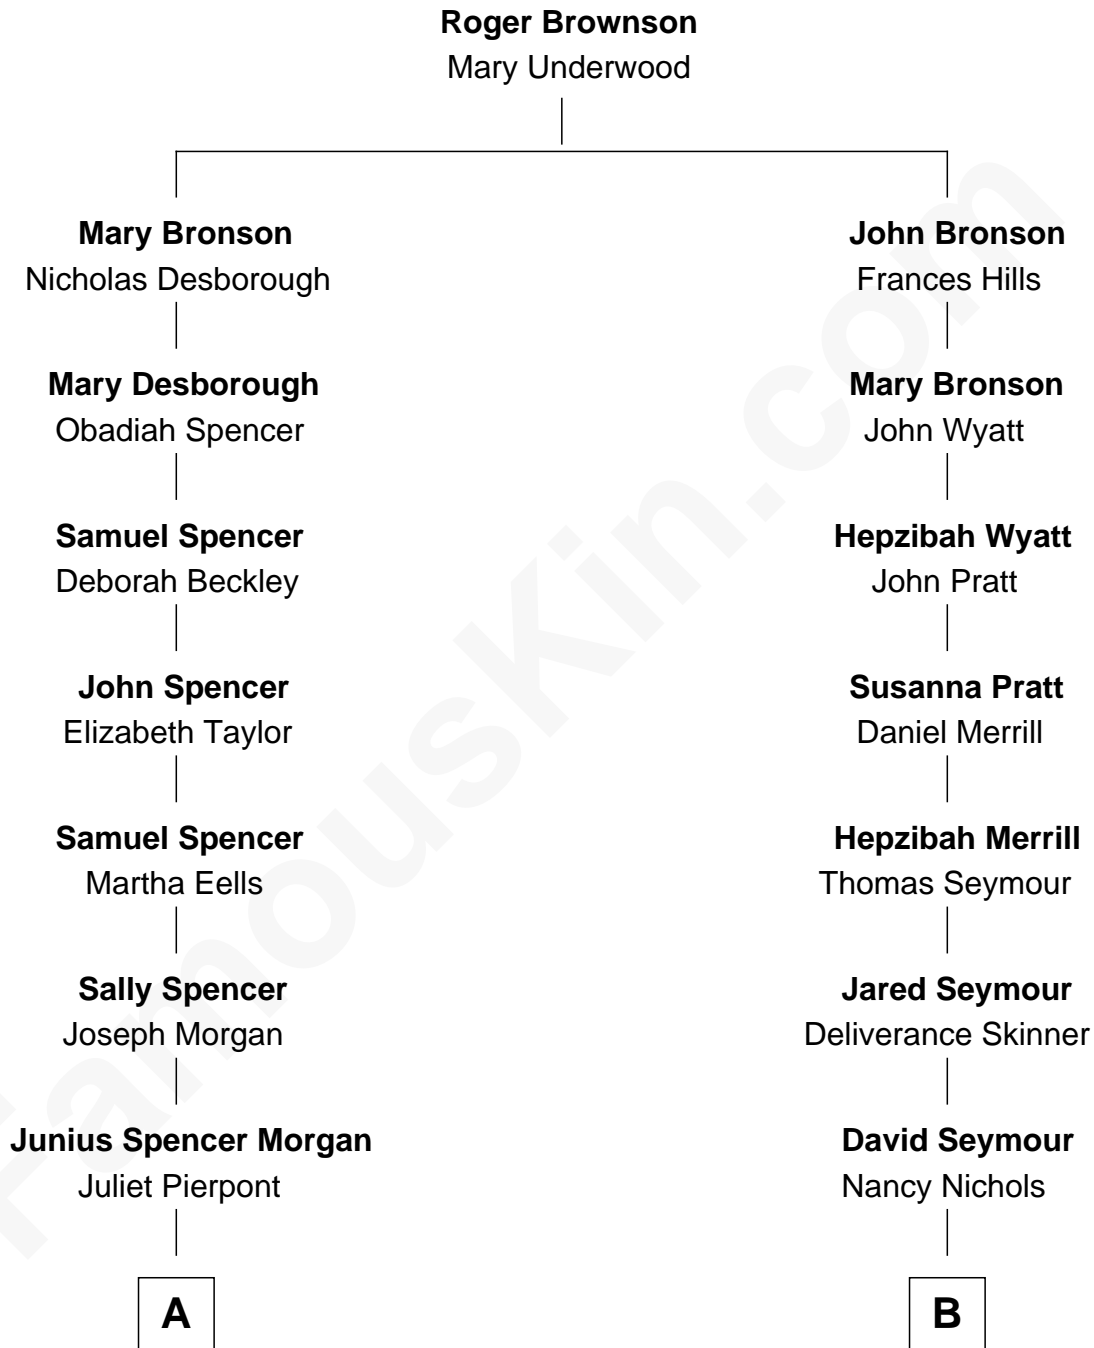 Roger Brownson
Mary Underwood
Mary Bronson
Nicholas Desborough
John Bronson
Frances Hills
Mary Desborough
Obadiah Spencer
Mary Bronson
John Wyatt
Samuel Spencer
Deborah Beckley
Hepzibah Wyatt
John Pratt
John Spencer
Elizabeth Taylor
Susanna Pratt
Daniel Merrill
Samuel Spencer
Martha Eells
Hepzibah Merrill
Thomas Seymour
Sally Spencer
Joseph Morgan
Jared Seymour
Deliverance Skinner
Junius Spencer Morgan
Juliet Pierpont
David Seymour
Nancy Nichols
A
B
FamousKin.com